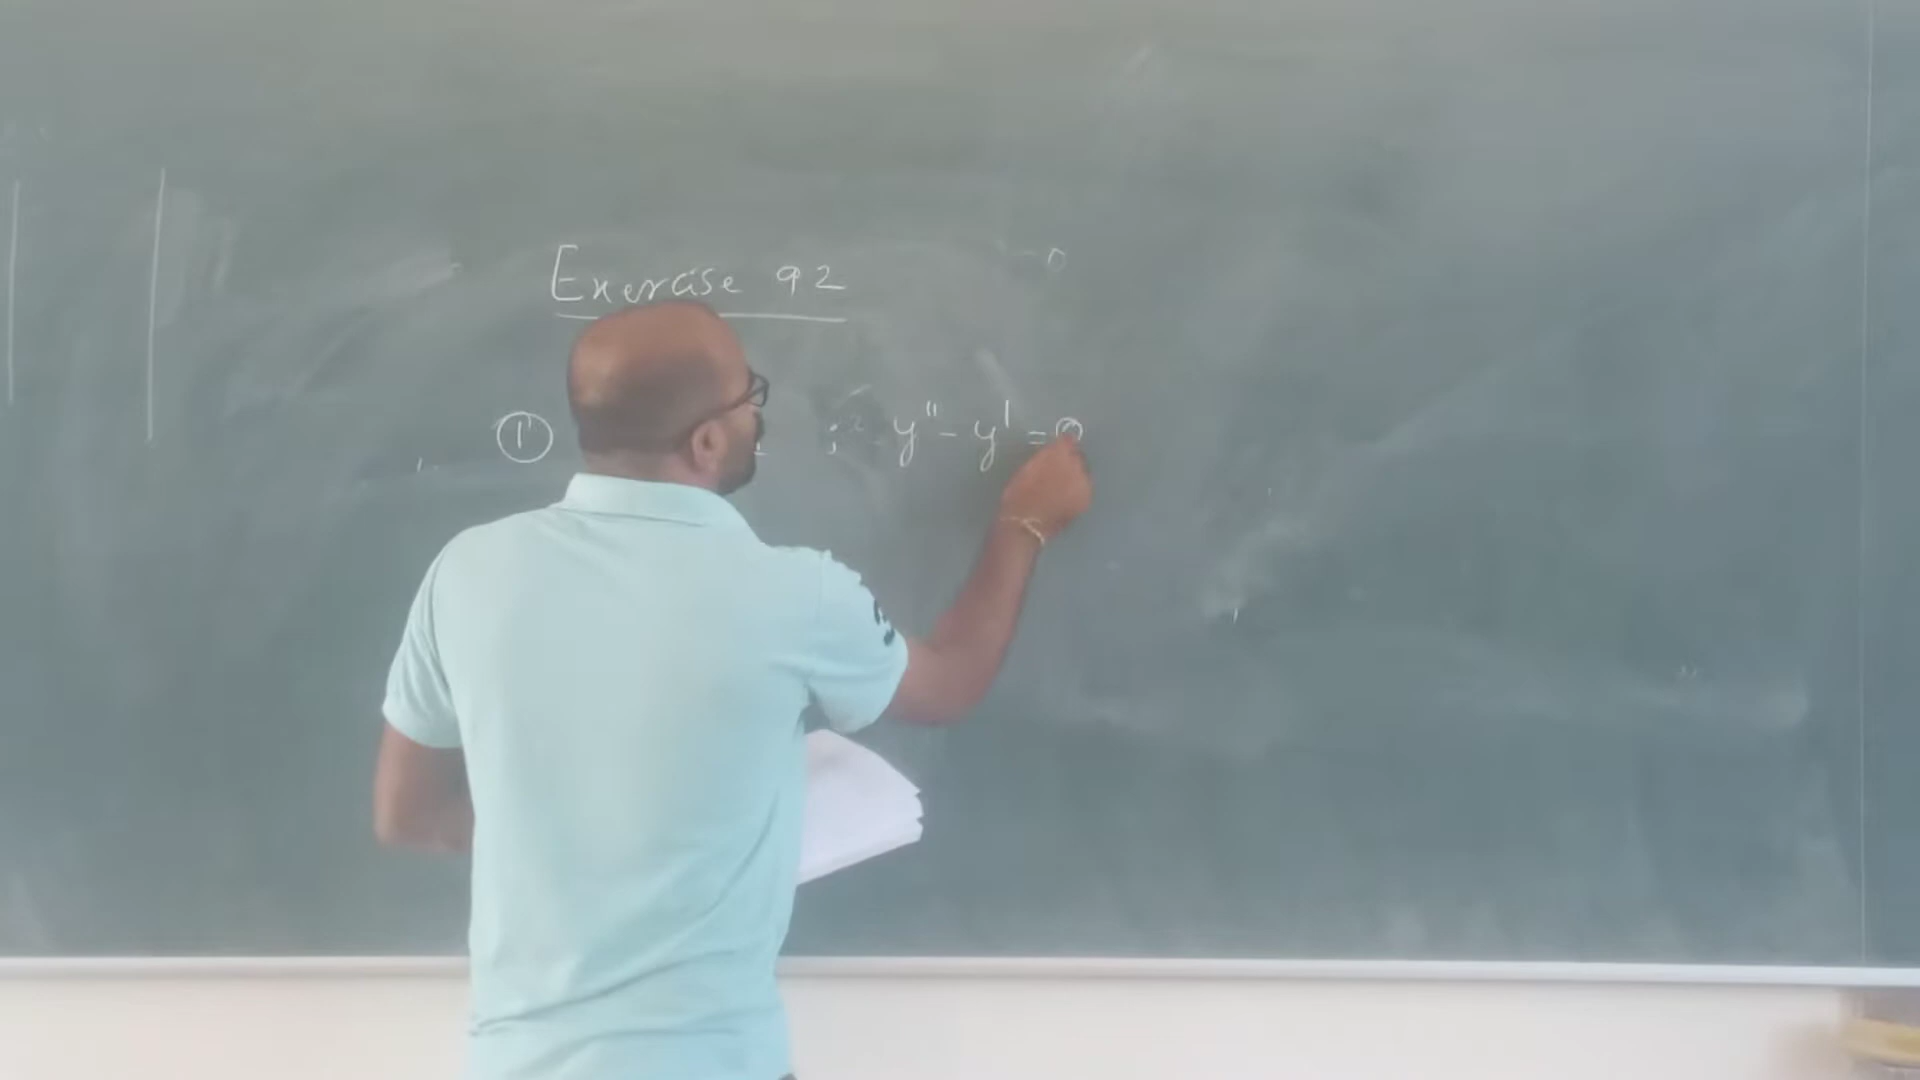 Exercise 92
① ; y" - y' = 0